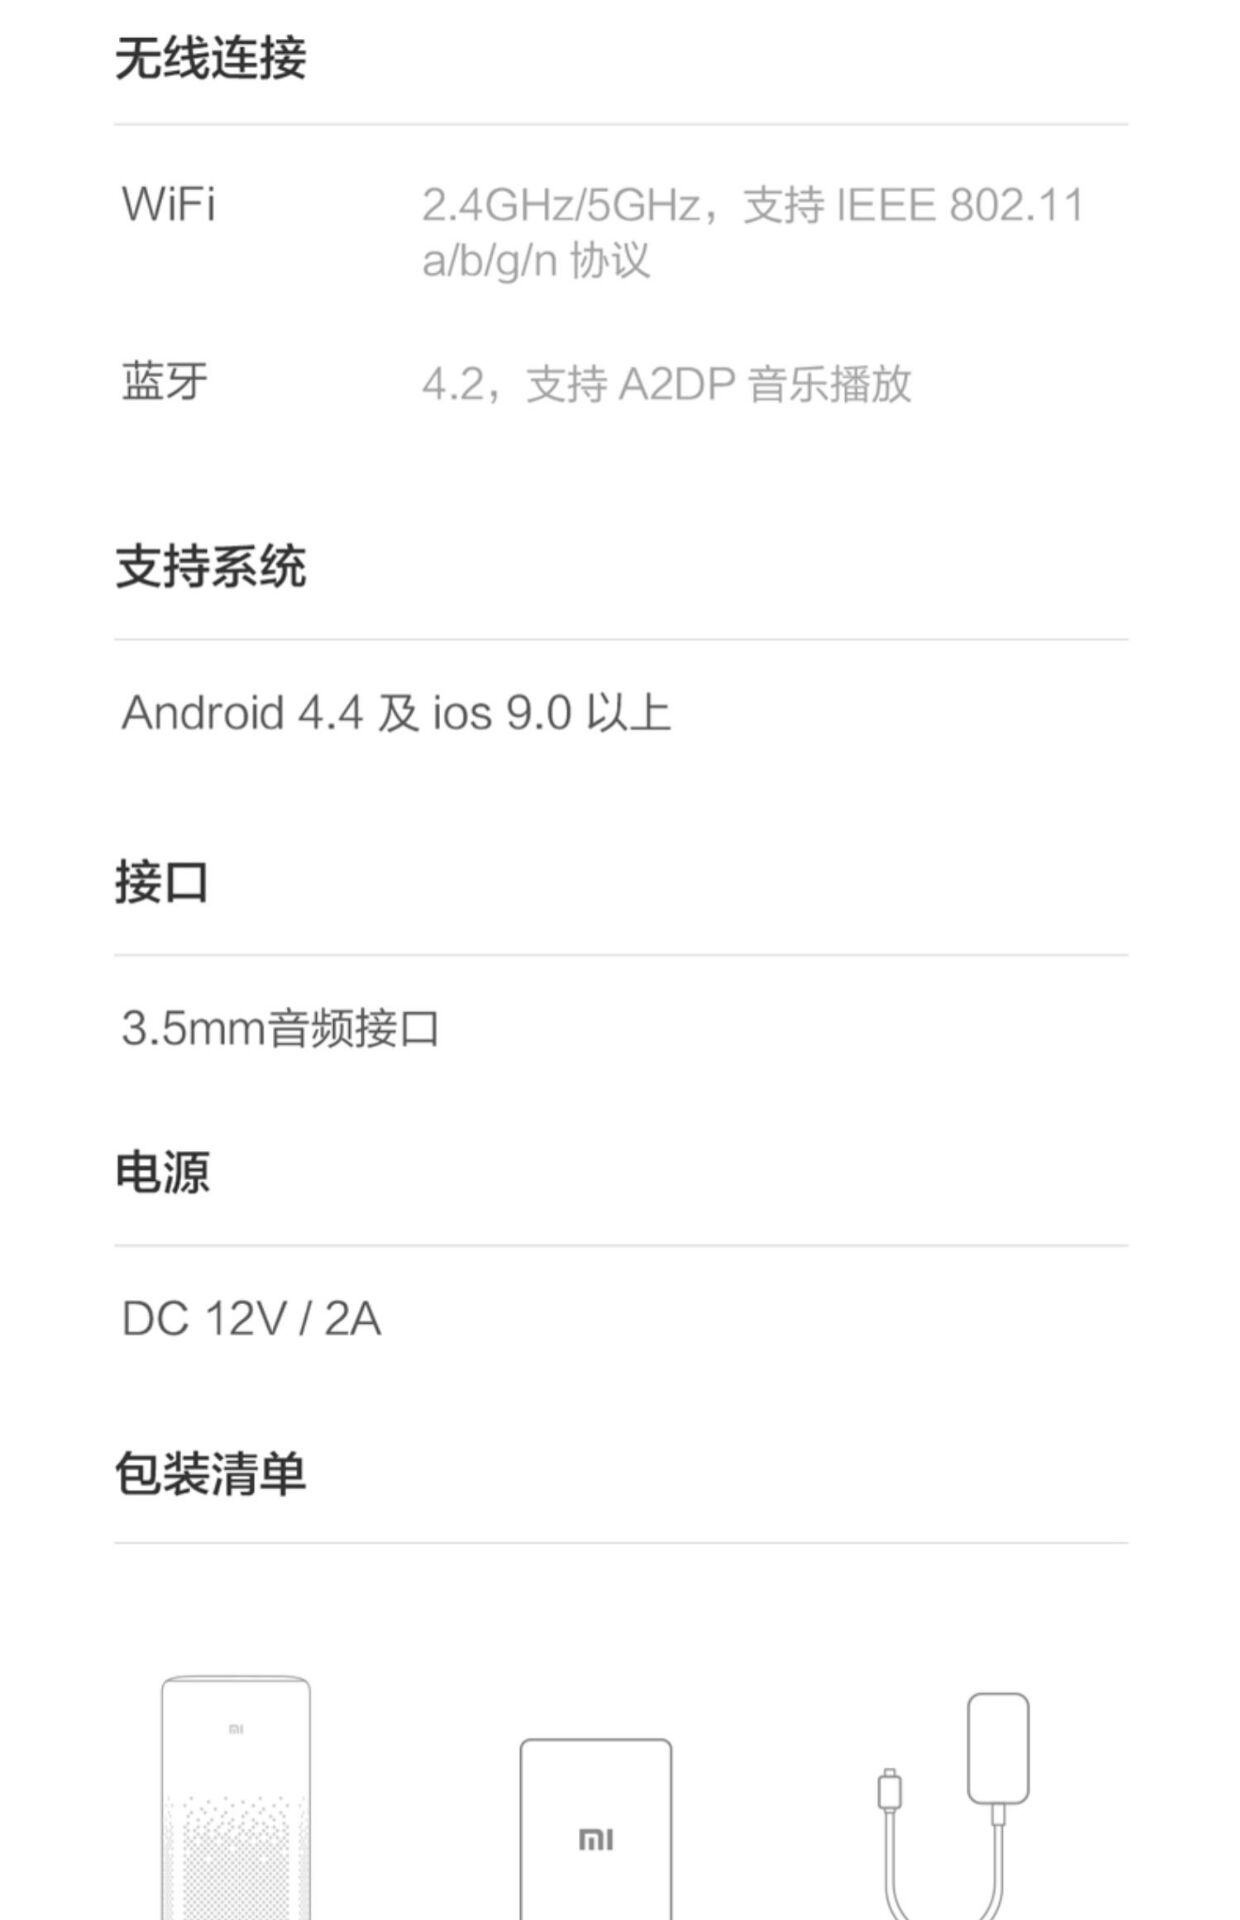 无线连接
WiFi
2.4GHz/5GHz，支持 IEEE 802.11
a/b/g/n 协议
蓝牙
4.2，支持 A2DP 音乐播放
支持系统
Android 4.4 及 ios 9.0 以上
接口
3.5mm音频接口
电源
DC 12V / 2A
包装清单
mi
mi